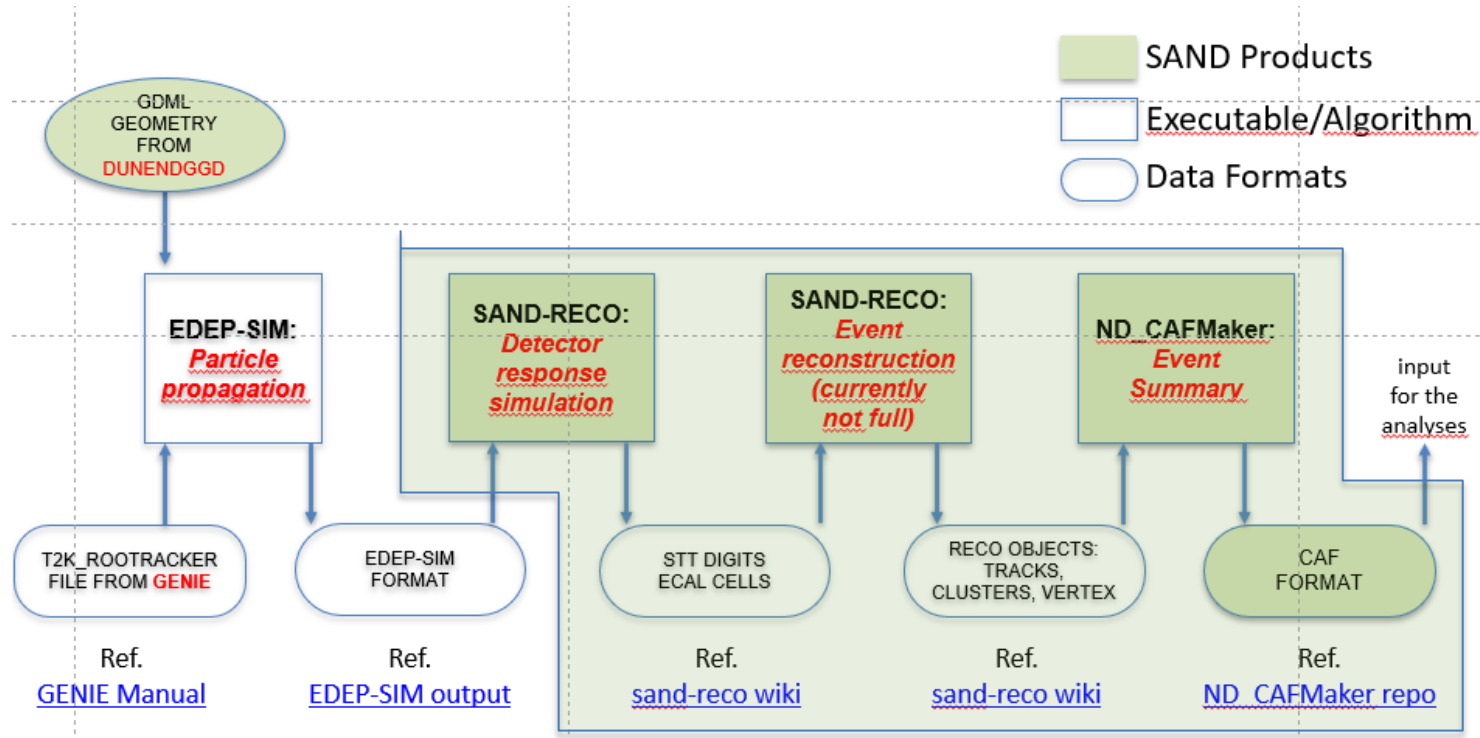 SAND Products
Executable/Algorithm
Data Formats
GDML
GEOMETRY
FROM
DUNENDGGD
EDEP-SIM:
Particle
propagation
SAND-RECO:
Detector
response
simulation
SAND-RECO:
Event
reconstruction
(currently
not full)
ND_CAFMaker:
Event
Summary
input
for the
analyses
T2K_ROOTRACKER
FILE FROM GENIE
EDEP-SIM
FORMAT
STT DIGITS
ECAL CELLS
RECO OBJECTS:
TRACKS,
CLUSTERS, VERTEX
CAF
FORMAT
Ref.
GENIE Manual
Ref.
EDEP-SIM output
Ref.
sand-reco wiki
Ref.
sand-reco wiki
Ref.
ND_CAFMaker repo